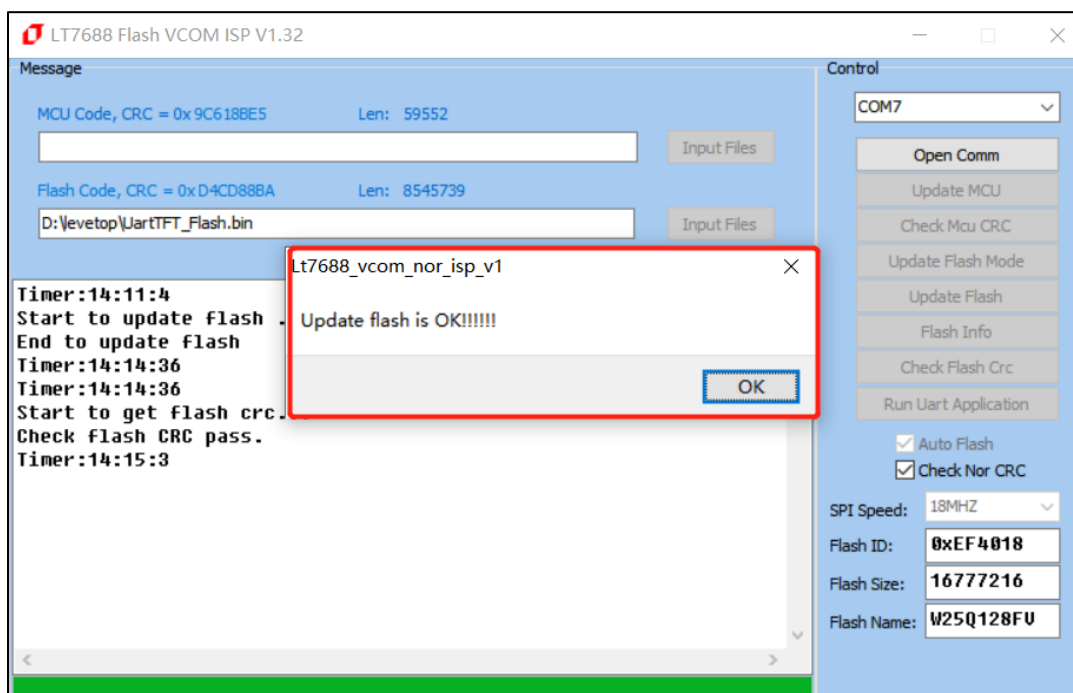 LT7688 Flash VCOM ISP V1.32
Message
MCU Code, CRC = 0x9C618BE5 Len: 59552
Input Files
Flash Code, CRC = 0xD4CD88BA Len: 8545739
D:\levetop\UartTFT_Flash.bin Input Files
Timer:14:11:4
Start to update flash .
End to update flash
Timer:14:14:36
Timer:14:14:36
Start to get flash crc.
Check flash CRC pass.
Timer:14:15:3
Lt7688_vcom_nor_isp_v1
Update flash is OK!!!!!!
OK
Control
COM7
Open Comm
Update MCU
Check Mcu CRC
Update Flash Mode
Update Flash
Flash Info
Check Flash Crc
Run Uart Application
Auto Flash
Check Nor CRC
SPI Speed: 18MHZ
Flash ID: 0xEF4018
Flash Size: 16777216
Flash Name: W25Q128FV